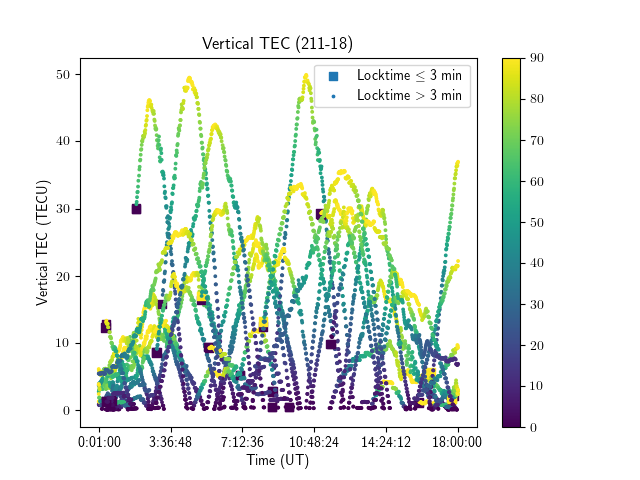 Vertical TEC (211-18)
Locktime ≤ 3 min
Locktime > 3 min
Vertical TEC (TECU)
50
40
30
20
10
0
0:01:00 3:36:48 7:12:36 10:48:24 14:24:12 18:00:00
Time (UT)
90
80
70
60
50
40
30
20
10
0